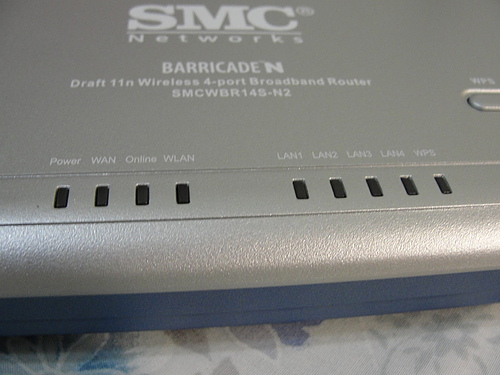 SMC®
Networks
BARRICADE N
Draft 11n Wireless 4-port Broadband Router
SMCWBR14S-N2
WPS
Power WAN Online WLAN LAN1 LAN2 LAN3 LAN4 WPS